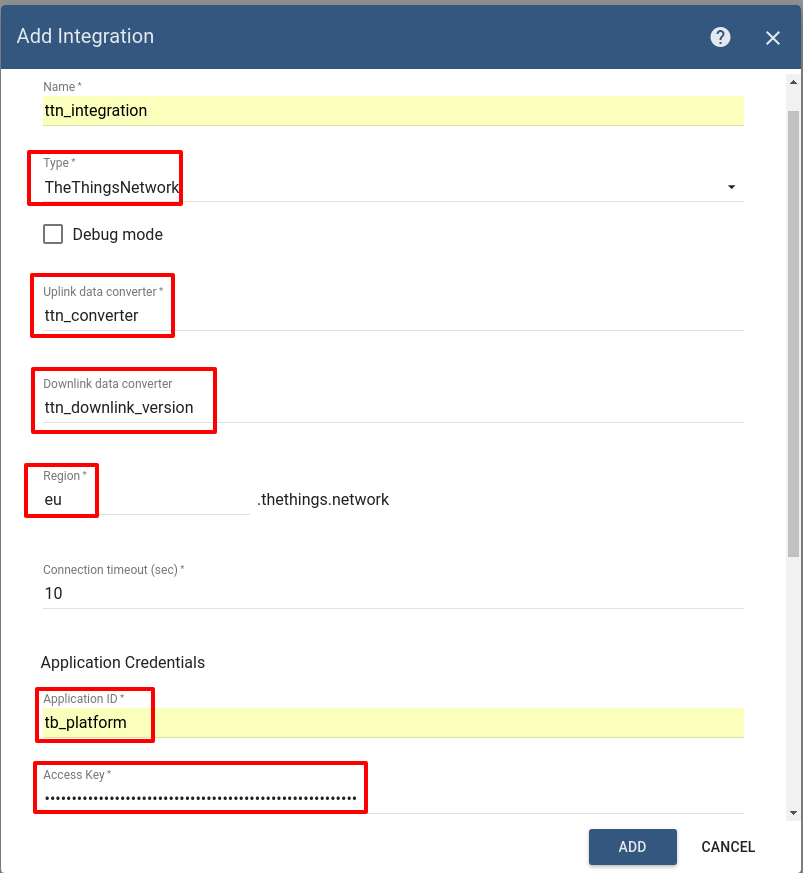 Add Integration
Name *
ttn_integration
Type *
TheThingsNetwork
Debug mode
Uplink data converter *
ttn_converter
Downlink data converter
ttn_downlink_version
Region *
eu .thethings.network
Connection timeout (sec) *
10
Application Credentials
Application ID *
tb_platform
Access Key *
ADD CANCEL